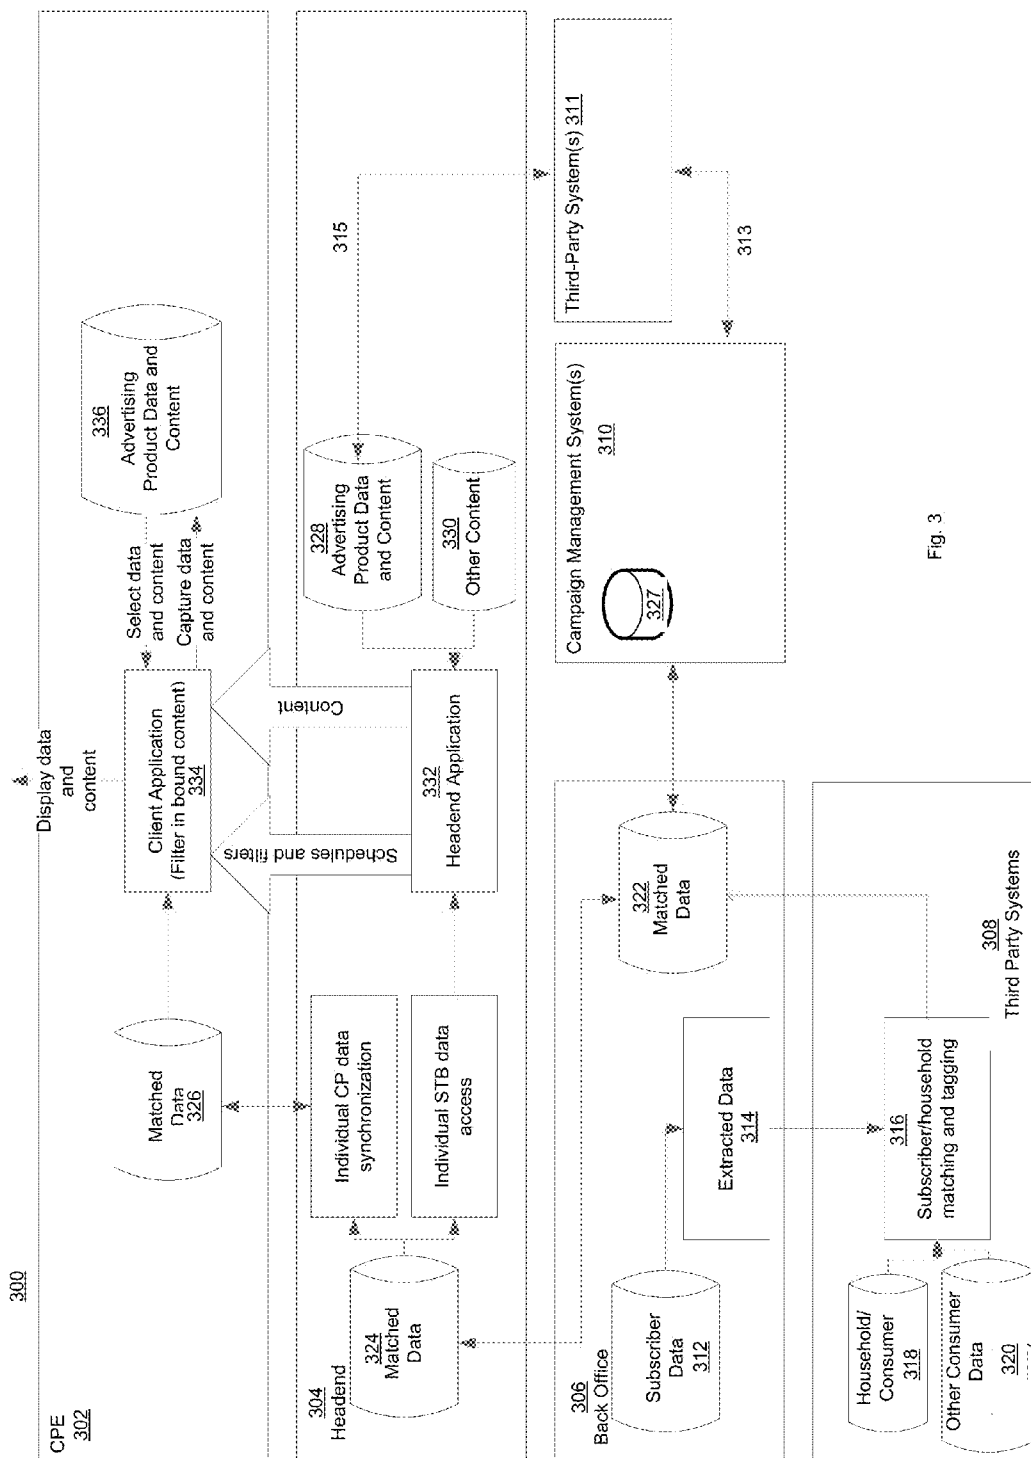 300
CPE
302
Matched
Data
326
Client Application
(Filter in bound content)
334
Display data
and
content
Select data
and content
Capture data
and content
336
Advertising
Product Data and
Content
304
Headend
324
Matched
Data
Individual CP data
synchronization
Individual STB data
access
Schedules and filters
Content
332
Headend Application
328
Advertising
Product Data
and Content
330
Other Content
315
306
Back Office
Subscriber
Data
312
Extracted Data
314
322
Matched
Data
Campaign Management System(s)
310
327
Third-Party System(s) 311
313
Household/
Consumer
318
Other Consumer
Data
320
316
Subscriber/household
matching and tagging
308
Third Party Systems
Fig. 3